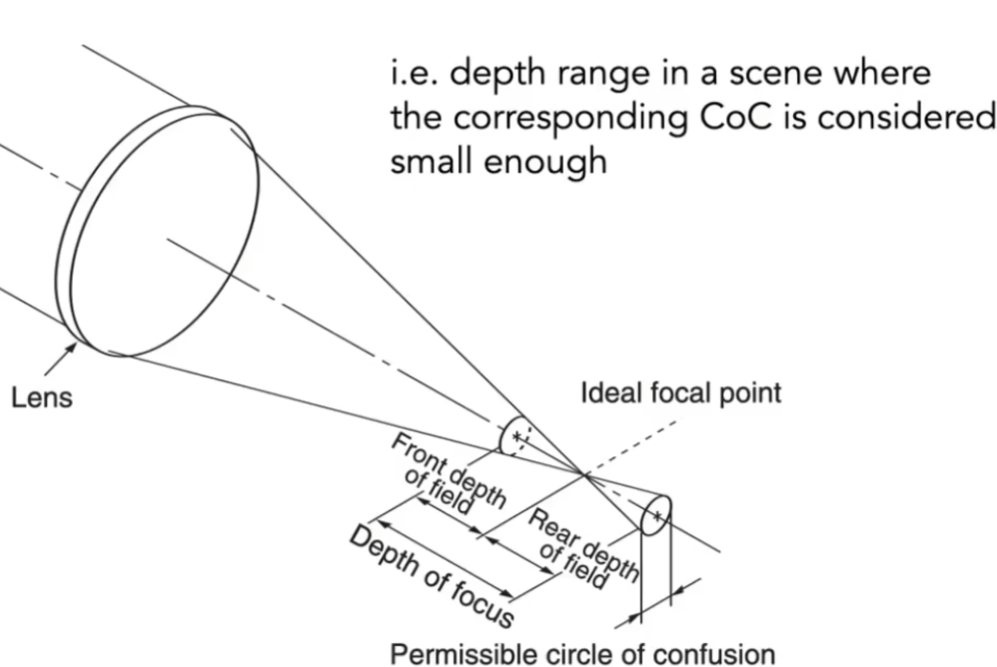 i.e. depth range in a scene where
the corresponding CoC is considered
small enough
Lens
Ideal focal point
Front depth
of field
Rear depth
of field
Depth of focus
Permissible circle of confusion